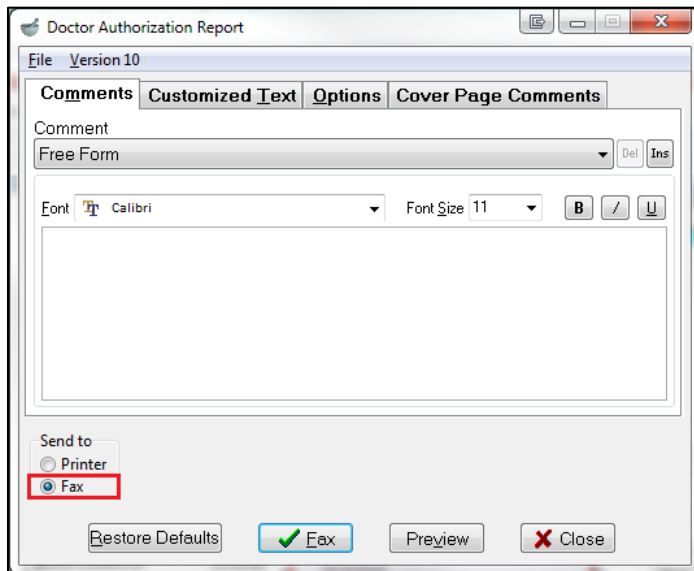 Doctor Authorization Report
File Version 10
Comments Customized Text Options Cover Page Comments
Comment
Free Form Del Ins
Font Calibri Font Size 11 B / U
Send to
Printer
Fax
Restore Defaults Fax Preview Close